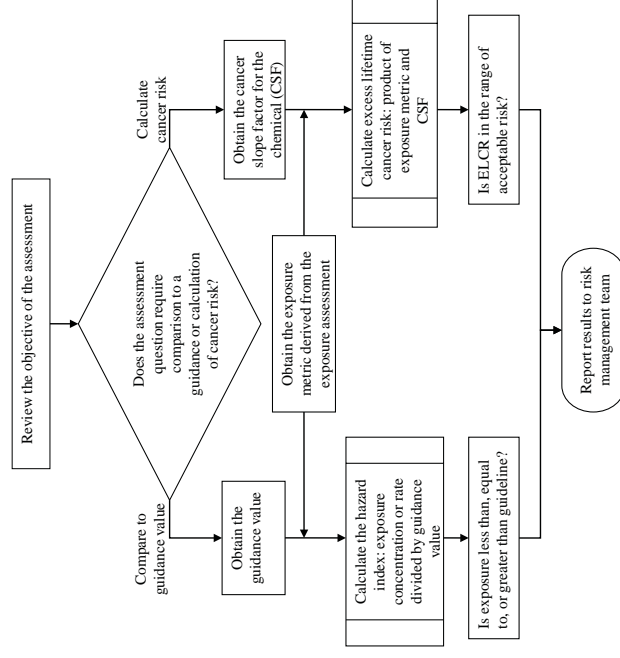 Review the objective of the assessment
Does the assessment
question require
comparison to a
guidance or calculation
of cancer risk?
Compare to
guidance value
Calculate
cancer risk
Obtain the
guidance value
Obtain the cancer
slope factor for the
chemical (CSF)
Obtain the exposure
metric derived from the
exposure assessment
Calculate the hazard
index: exposure
concentration or rate
divided by guidance
value
Calculate excess lifetime
cancer risk: product of
exposure metric and
CSF
Is exposure less than, equal
to, or greater than guideline?
Is ELCR in the range of
acceptable risk?
Report results to risk
management team